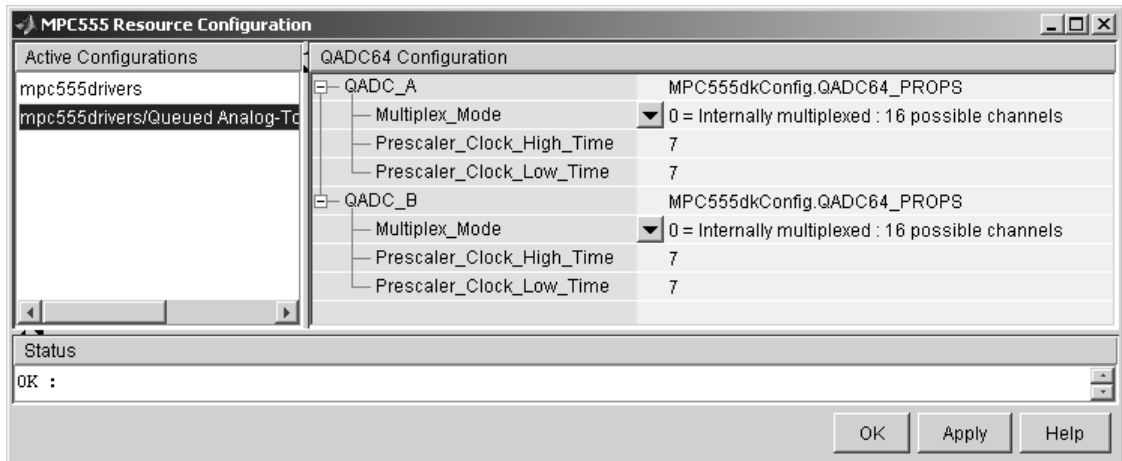 MPC555 Resource Configuration
Active Configurations
mpc555drivers
mpc555drivers/Queued Analog-To
QADC64 Configuration
QADC_A MPC555dkConfig.QADC64_PROPS
Multiplex_Mode 0 = Internally multiplexed : 16 possible channels
Prescaler_Clock_High_Time 7
Prescaler_Clock_Low_Time 7
QADC_B MPC555dkConfig.QADC64_PROPS
Multiplex_Mode 0 = Internally multiplexed : 16 possible channels
Prescaler_Clock_High_Time 7
Prescaler_Clock_Low_Time 7
Status
OK :
OK Apply Help